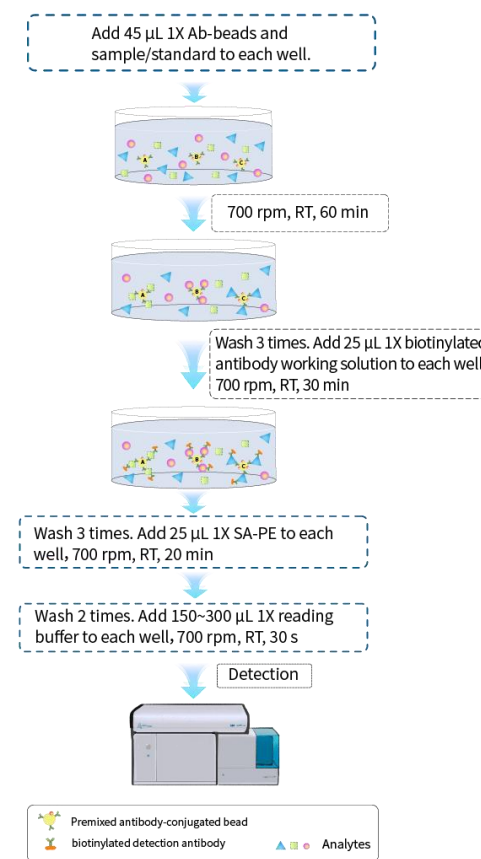 Add 45 μL 1X Ab-beads and
sample/standard to each well.
A
B
C
700 rpm, RT, 60 min
A
B
C
Wash 3 times. Add 25 μL 1X biotinylated
antibody working solution to each well
700 rpm, RT, 30 min
A
B
C
Wash 3 times. Add 25 μL 1X SA-PE to each
well, 700 rpm, RT, 20 min
Wash 2 times. Add 150~300 μL 1X reading
buffer to each well, 700 rpm, RT, 30 s
Detection
Premixed antibody-conjugated bead
biotinylated detection antibody
Analytes